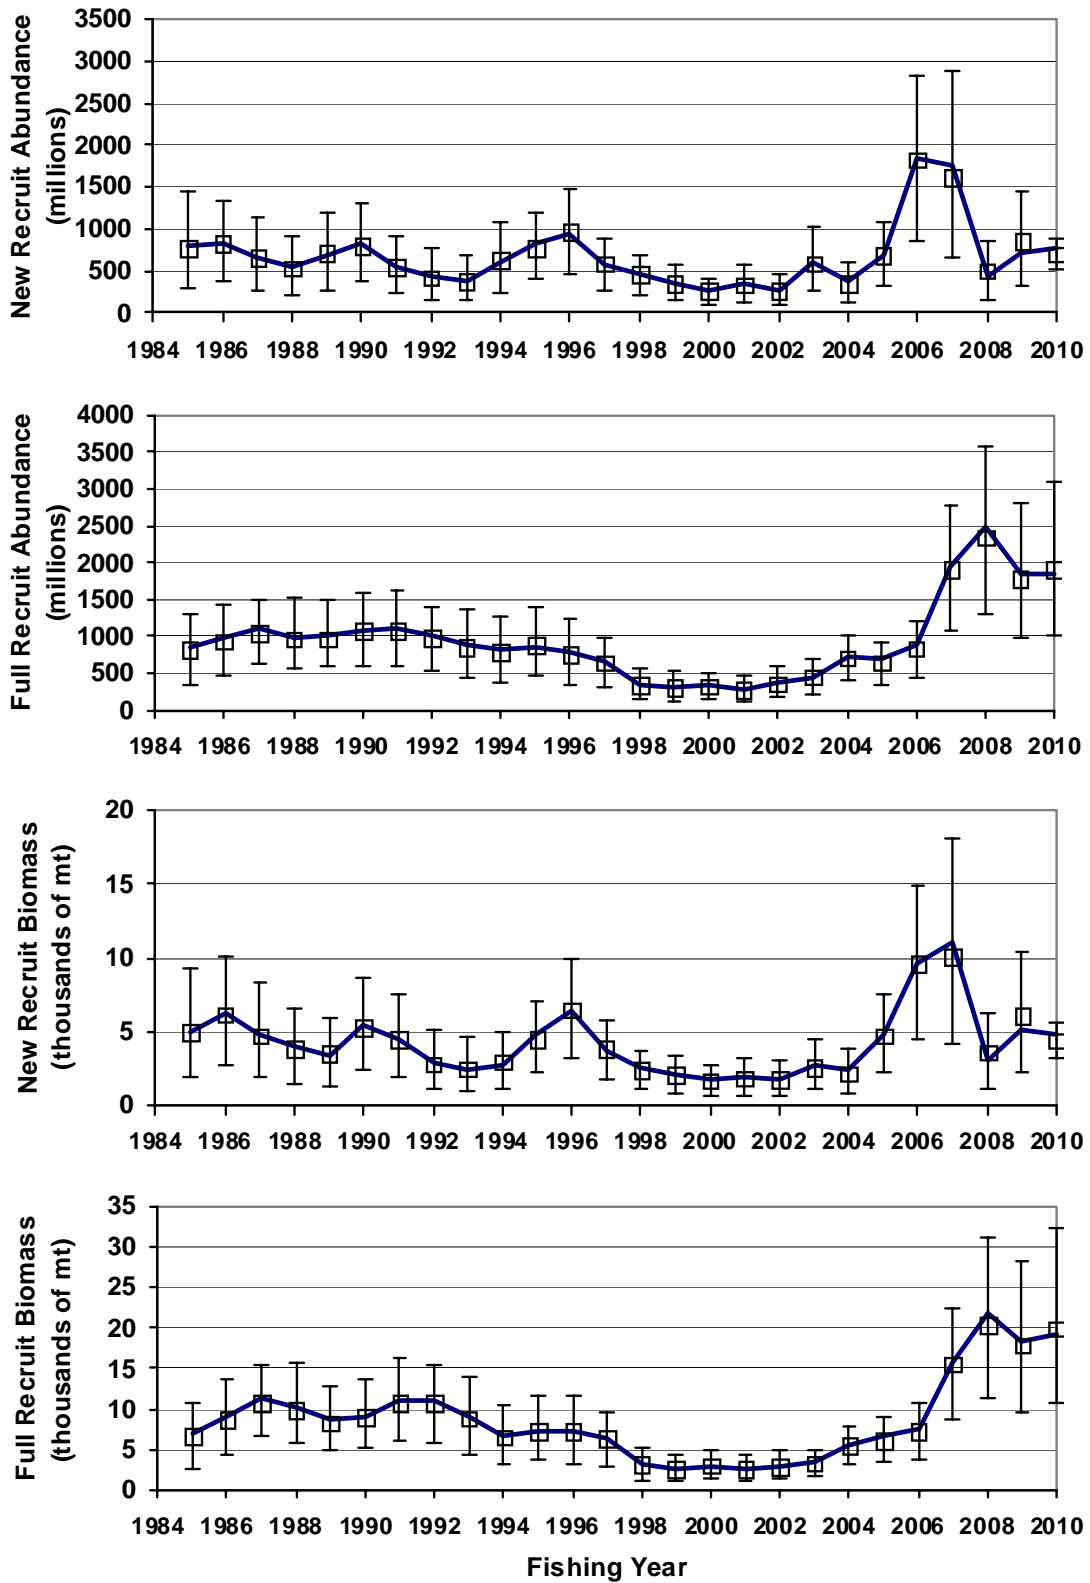 New Recruit Abundance
(millions)
3500
3000
2500
2000
1500
1000
500
0
1984 1986 1988 1990 1992 1994 1996 1998 2000 2002 2004 2006 2008 2010
Full Recruit Abundance
(millions)
4000
3500
3000
2500
2000
1500
1000
500
0
1984 1986 1988 1990 1992 1994 1996 1998 2000 2002 2004 2006 2008 2010
New Recruit Biomass
(thousands of mt)
20
15
10
5
0
1984 1986 1988 1990 1992 1994 1996 1998 2000 2002 2004 2006 2008 2010
Full Recruit Biomass
(thousands of mt)
35
30
25
20
15
10
5
0
1984 1986 1988 1990 1992 1994 1996 1998 2000 2002 2004 2006 2008 2010
Fishing Year